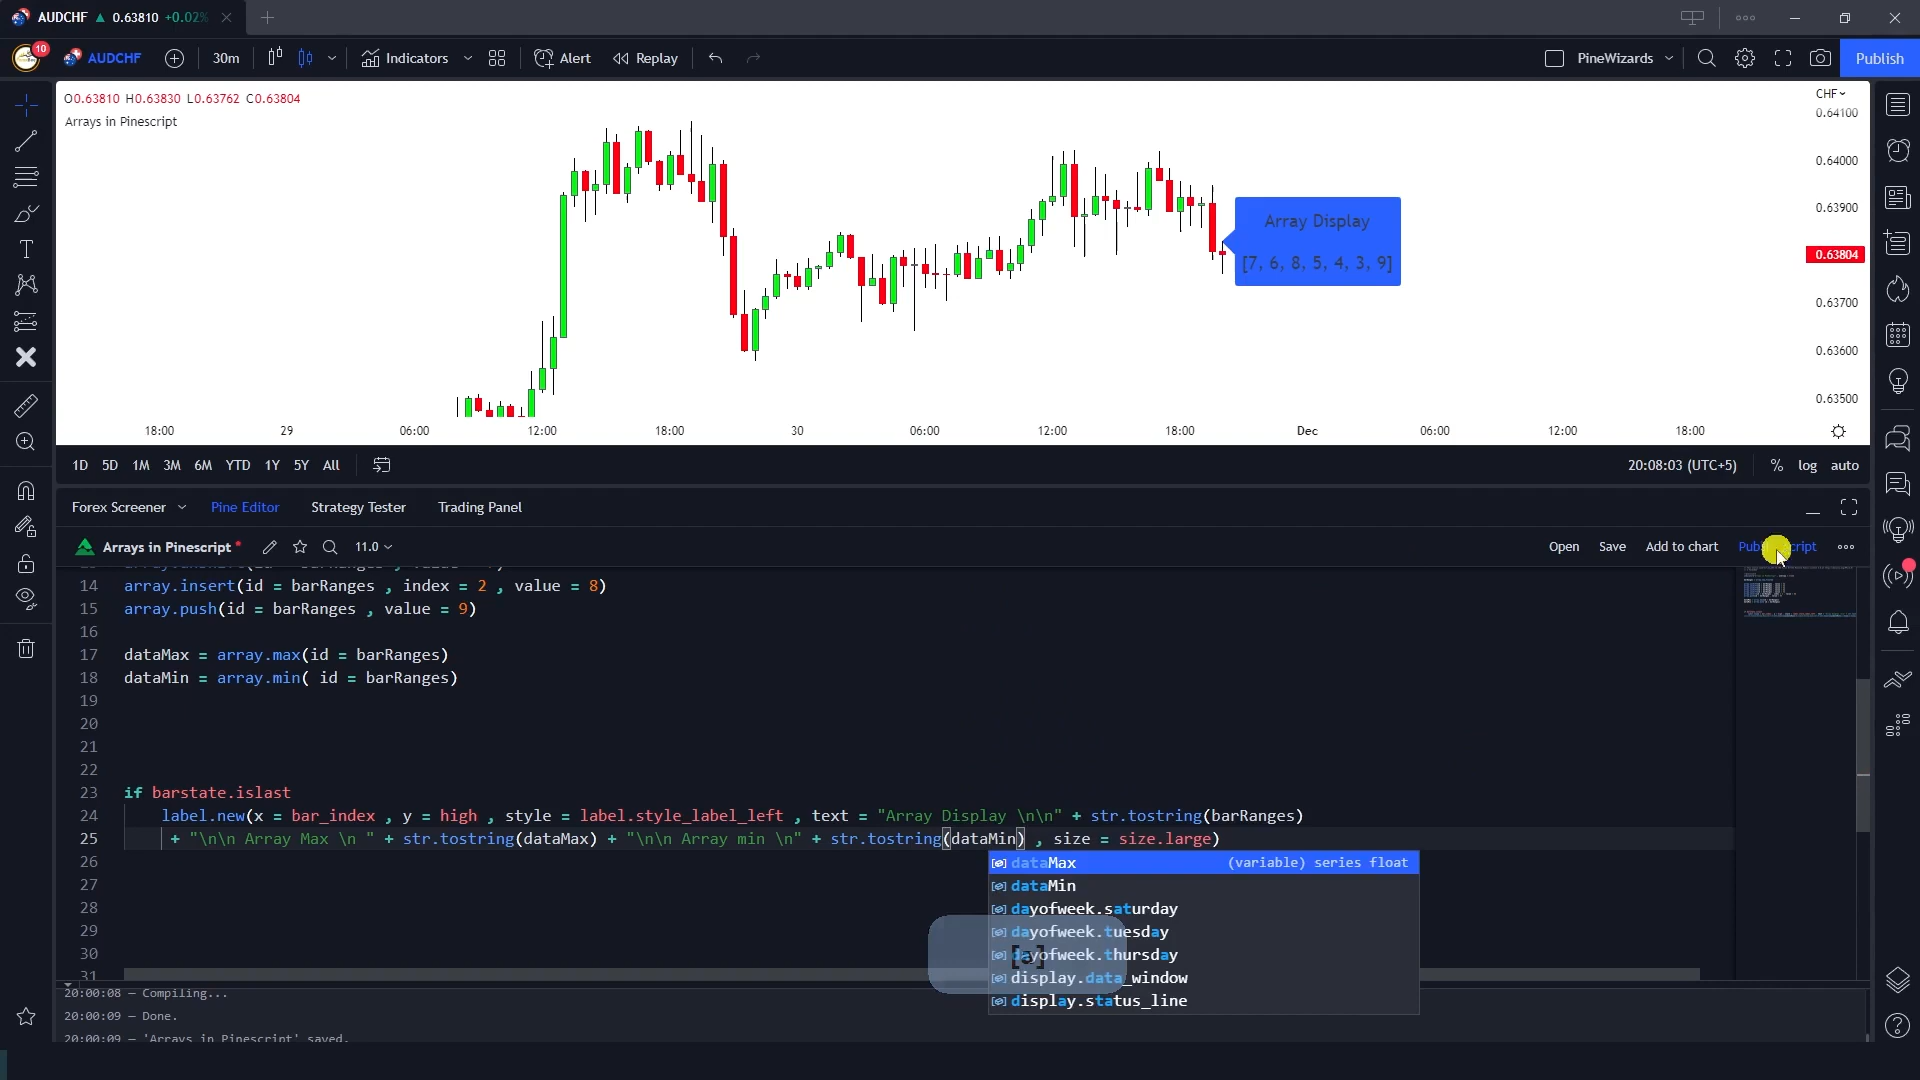 AUDCHF ▲ 0.63810 +0.02%
10
AUDCHF 30m Indicators Alert Replay PineWizards Publish
O0.63810 H0.63830 L0.63762 C0.63804
Arrays in Pinescript
CHF
0.64100
0.64000
0.63900
0.63804
0.63700
0.63600
0.63500
Array Display
[7, 6, 8, 5, 4, 3, 9]
18:00 29 06:00 12:00 18:00 30 06:00 12:00 18:00 Dec 06:00 12:00 18:00
1D 5D 1M 3M 6M YTD 1Y 5Y All 20:08:03 (UTC+5) % log auto
Forex Screener Pine Editor Strategy Tester Trading Panel
Arrays in Pinescript * 11.0 Open Save Add to chart
14 array.insert(id = barRanges , index = 2 , value = 8)
15 array.push(id = barRanges , value = 9)
16
17 dataMax = array.max(id = barRanges)
18 dataMin = array.min( id = barRanges)
19
20
21
22
23 if barstate.islast
24 label.new(x = bar_index , y = high , style = label.style_label_left , text = "Array Display \n\n" + str.tostring(barRanges)
25 + "\n\n Array Max \n " + str.tostring(dataMax) + "\n\n Array min \n" + str.tostring(dataMin) , size = size.large)
26
27
28
29
30
31
dataMax (variable) series float
dataMin
dayofweek.saturday
dayofweek.tuesday
dayofweek.thursday
display.data_window
display.status_line
20:00:08 — Compiling...
20:00:09 — Done.
20:00:09 — 'Arrays in Pinescript' saved.